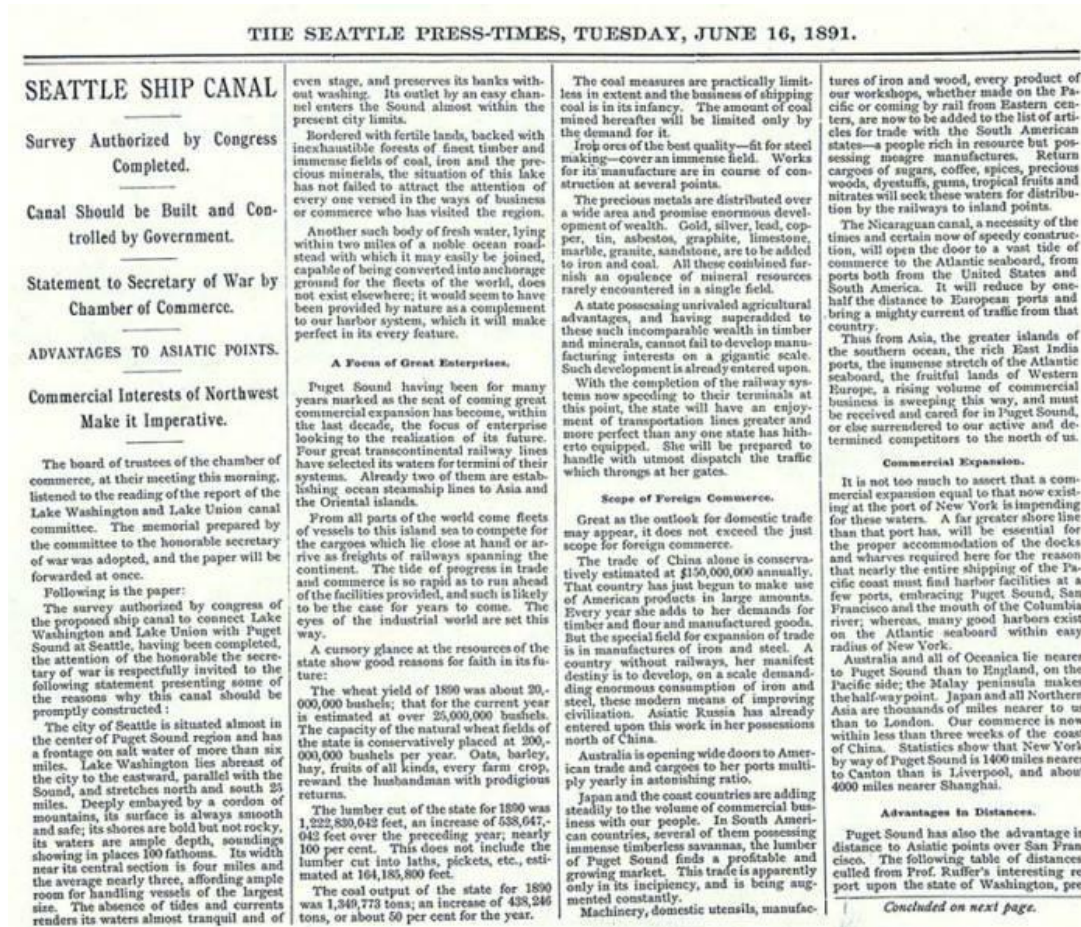 THE SEATTLE PRESS-TIMES, TUESDAY, JUNE 16, 1891.
SEATTLE SHIP CANAL
Survey Authorized by Congress
Completed.
Canal Should be Built and Con-
trolled by Government.
Statement to Secretary of War by
Chamber of Commerce.
ADVANTAGES TO ASIATIC POINTS.
Commercial Interests of Northwest
Make it Imperative.
The board of trustees of the chamber of
commerce, at their meeting this morning,
listened to the reading of the report of the
Lake Washington and Lake Union canal
committee. The memorial prepared by
the committee to the honorable secretary
of war was adopted, and the paper will be
forwarded at once.
Following is the paper:
The survey authorized by congress of
the proposed ship canal to connect Lake
Washington and Lake Union with Puget
Sound at Seattle, having been completed,
the attention of the honorable the secre-
tary of war is respectfully invited to the
following statement presenting some of
the reasons why this canal should be
promptly constructed:
The city of Seattle is situated almost in
the center of Puget Sound region and has
a frontage on salt water of more than six
miles. Lake Washington lies abreast of
the city to the eastward, parallel with the
Sound, and stretches north and south 25
miles. Deeply embayed by a cordon of
mountains, its surface is always smooth
and safe; its shores are bold but not rocky,
its waters are ample depth, soundings
showing in places 100 fathoms. Its width
near its central section is four miles and
the average nearly three, affording ample
room for handling vessels of the largest
size. The absence of tides and currents
renders its waters almost tranquil and of
even stage, and preserves its banks with-
out washing. Its outlet by an easy chan-
nel enters the Sound almost within the
present city limits.
Bordered with fertile lands, backed with
inexhaustible forests of finest timber and
immense fields of coal, iron and the pre-
cious minerals, the situation of this lake
has not failed to attract the attention of
every one versed in the ways of business
or commerce who has visited the region.
Another such body of fresh water, lying
within two miles of a noble ocean road-
stead with which it may easily be joined,
capable of being converted into anchorage
ground for the fleets of the world, does
not exist elsewhere; it would seem to have
been provided by nature as a complement
to our harbor system, which it will make
perfect in its every feature.
A Focus of Great Enterprises.
Puget Sound having been for many
years marked as the seat of coming great
commercial expansion has become, within
the last decade, the focus of enterprise
looking to the realization of its future.
Four great transcontinental railway lines
have selected its waters for termini of their
systems. Already two of them are estab-
lishing ocean steamship lines to Asia and
the Oriental islands.
From all parts of the world come fleets
of vessels to this island sea to compete for
the cargoes which lie close at hand or ar-
rive as freights of railways spanning the
continent. The tide of progress in trade
and commerce is so rapid as to run ahead
of the facilities provided, and such is likely
to be the case for years to come. The
eyes of the industrial world are set this
way.
A cursory glance at the resources of the
state show good reasons for faith in its fu-
ture:
The wheat yield of 1890 was about 20,-
000,000 bushels; that for the current year
is estimated at over 25,000,000 bushels.
The capacity of the natural wheat fields of
the state is conservatively placed at 200,-
000,000 bushels per year. Oats, barley,
hay, fruits of all kinds, every farm crop,
reward the husbandman with prodigious
returns.
The lumber cut of the state for 1890 was
1,222,830,042 feet, an increase of 538,647,-
042 feet over the preceding year; nearly
100 per cent. This does not include the
lumber cut into laths, pickets, etc., esti-
mated at 164,185,800 feet.
The coal output of the state for 1890
was 1,349,773 tons; an increase of 438,246
tons, or about 50 per cent for the year.
The coal measures are practically limit-
less in extent and the business of shipping
coal is in its infancy. The amount of coal
mined hereafter will be limited only by
the demand for it.
Iron ores of the best quality—fit for steel
making—cover an immense field. Works
for its manufacture are in course of con-
struction at several points.
The precious metals are distributed over
a wide area and promise enormous devel-
opment of wealth. Gold, silver, lead, cop-
per, tin, asbestos, graphite, limestone,
marble, granite, sandstone, are to be added
to iron and coal. All these combined fur-
nish an opulence of mineral resources
rarely encountered in a single field.
A state possessing unrivaled agricultural
advantages, and having superadded to
these such incomparable wealth in timber
and minerals, cannot fail to develop manu-
facturing interests on a gigantic scale.
Such development is already entered upon.
With the completion of the railway sys-
tems now speeding to their terminals at
this point, the state will have an enjoy-
ment of transportation lines greater and
more perfect than any one state has hith-
erto equipped. She will be prepared to
handle with utmost dispatch the traffic
which throngs at her gates.
Scope of Foreign Commerce.
Great as the outlook for domestic trade
may appear, it does not exceed the just
scope for foreign commerce.
The trade of China alone is conserva-
tively estimated at $150,000,000 annually.
That country has just begun to make use
of American products in large amounts.
Every year she adds to her demands for
timber and flour and manufactured goods.
But the special field for expansion of trade
is in manufactures of iron and steel. A
country without railways, her manifest
destiny is to develop, on a scale demand-
ing enormous consumption of iron and
steel, these modern means of improving
civilization. Asiatic Russia has already
entered upon this work in her possessions
north of China.
Australia is opening wide doors to Amer-
ican trade and cargoes to her ports multi-
ply yearly in astonishing ratio.
Japan and the coast countries are adding
steadily to the volume of commercial bus-
iness with our people. In South Ameri-
can countries, several of them possessing
immense timberless savannas, the lumber
of Puget Sound finds a profitable and
growing market. This trade is apparently
only in its incipiency, and is being aug-
mented constantly.
Machinery, domestic utensils, manufac-
tures of iron and wood, every product of
our workshops, whether made on the Pa-
cific or coming by rail from Eastern cen-
ters, are now to be added to the list of arti-
cles for trade with the South American
states—a people rich in resource but pos-
sessing meagre manufactures. Return
cargoes of sugars, coffee, spices, precious
woods, dyestuffs, gums, tropical fruits and
nitrates will seek these waters for distribu-
tion by the railways to inland points.
The Nicaraguan canal, a necessity of the
times and certain now of speedy construc-
tion, will open the door to a vast tide of
commerce to the Atlantic seaboard, from
ports both from the United States and
South America. It will reduce by one-
half the distance to European ports and
bring a mighty current of traffic from that
country.
Thus from Asia, the greater islands of
the southern ocean, the rich East India
ports, the immense stretch of the Atlantic
seaboard, the fruitful lands of Western
Europe, a rising volume of commercial
business is sweeping this way, and must
be received and cared for in Puget Sound,
or else surrendered to our active and de-
termined competitors to the north of us.
Commercial Expansion.
It is not too much to assert that a com-
mercial expansion equal to that now exist-
ing at the port of New York is impending
for these waters. A far greater shore line
than that port has, will be essential for
the proper accommodation of the docks
and wharves required here for the reason
that nearly the entire shipping of the Pa-
cific coast must find harbor facilities at a
few ports, embracing Puget Sound, San
Francisco and the mouth of the Columbia
river; whereas, many good harbors exist
on the Atlantic seaboard within easy
radius of New York.
Australia and all of Oceanica lie nearer
to Puget Sound than to England, on the
Pacific side; the Malay peninsula makes
the half-way point. Japan and all Northern
Asia are thousands of miles nearer to us
than to London. Our commerce is now
within less than three weeks of the coast
of China. Statistics show that New York
by way of Puget Sound is 1400 miles nearer
to Canton than is Liverpool, and about
4000 miles nearer Shanghai.
Advantages In Distances.
Puget Sound has also the advantage in
distance to Asiatic points over San Fran
cisco. The following table of distances
culled from Prof. Ruffer's interesting re
port upon the state of Washington, pre
Concluded on next page.